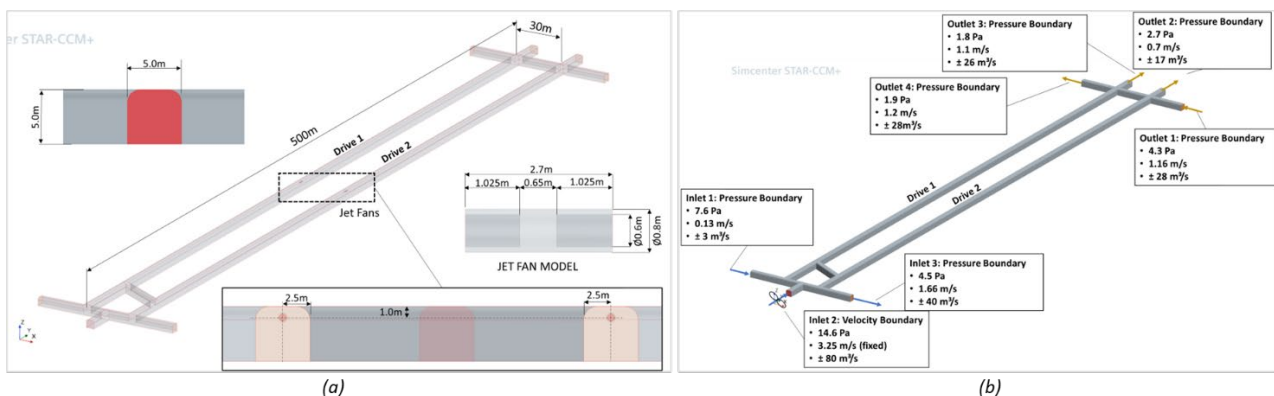 er STAR-CCM+
5.0m
5.0m
30m
500m
Drive 1
Drive 2
Jet Fans
2.7m
1.025m 0.65m 1.025m
Ø0.6m
Ø0.8m
JET FAN MODEL
2.5m
1.0m
2.5m
Z
Y
X
(a)
Simcenter STAR-CCM+
Outlet 3: Pressure Boundary
• 1.8 Pa
• 1.1 m/s
• ± 26 m³/s
Outlet 2: Pressure Boundary
• 2.7 Pa
• 0.7 m/s
• ± 17 m³/s
Outlet 4: Pressure Boundary
• 1.9 Pa
• 1.2 m/s
• ± 28m³/s
Outlet 1: Pressure Boundary
• 4.3 Pa
• 1.16 m/s
• ± 28 m³/s
Drive 1
Drive 2
Inlet 1: Pressure Boundary
• 7.6 Pa
• 0.13 m/s
• ± 3 m³/s
Inlet 3: Pressure Boundary
• 4.5 Pa
• 1.66 m/s
• ± 40 m³/s
Inlet 2: Velocity Boundary
• 14.6 Pa
• 3.25 m/s (fixed)
• ± 80 m³/s
(b)